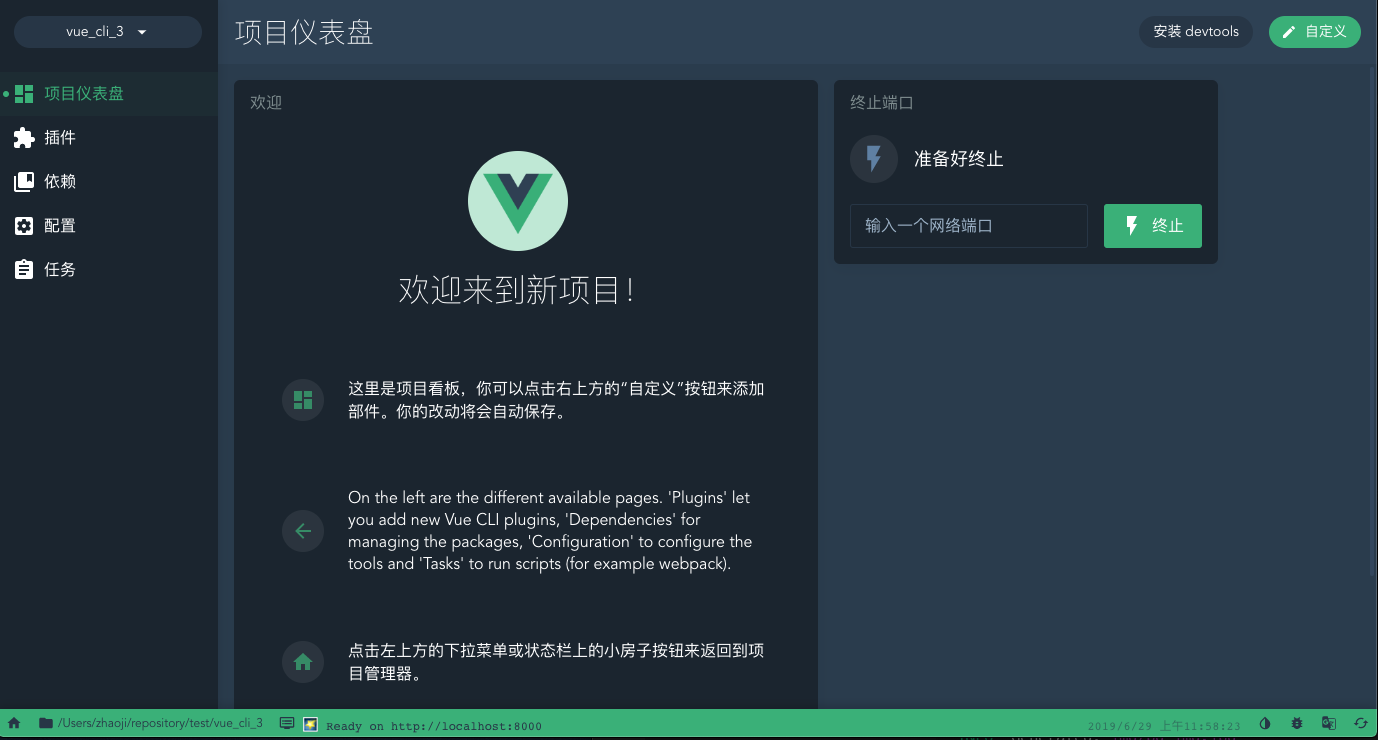 vue_cli_3
项目仪表盘
安装 devtools
自定义
项目仪表盘
插件
依赖
配置
任务
欢迎
欢迎来到新项目！
这里是项目看板，你可以点击右上方的“自定义”按钮来添加
部件。你的改动将会自动保存。
On the left are the different available pages. 'Plugins' let
you add new Vue CLI plugins, 'Dependencies' for
managing the packages, 'Configuration' to configure the
tools and 'Tasks' to run scripts (for example webpack).
点击左上方的下拉菜单或状态栏上的小房子按钮来返回到项
目管理器。
终止端口
准备好终止
输入一个网络端口
终止
/Users/zhaoji/repository/test/vue_cli_3
Ready on http://localhost:8000
2019/6/29 上午11:58:23